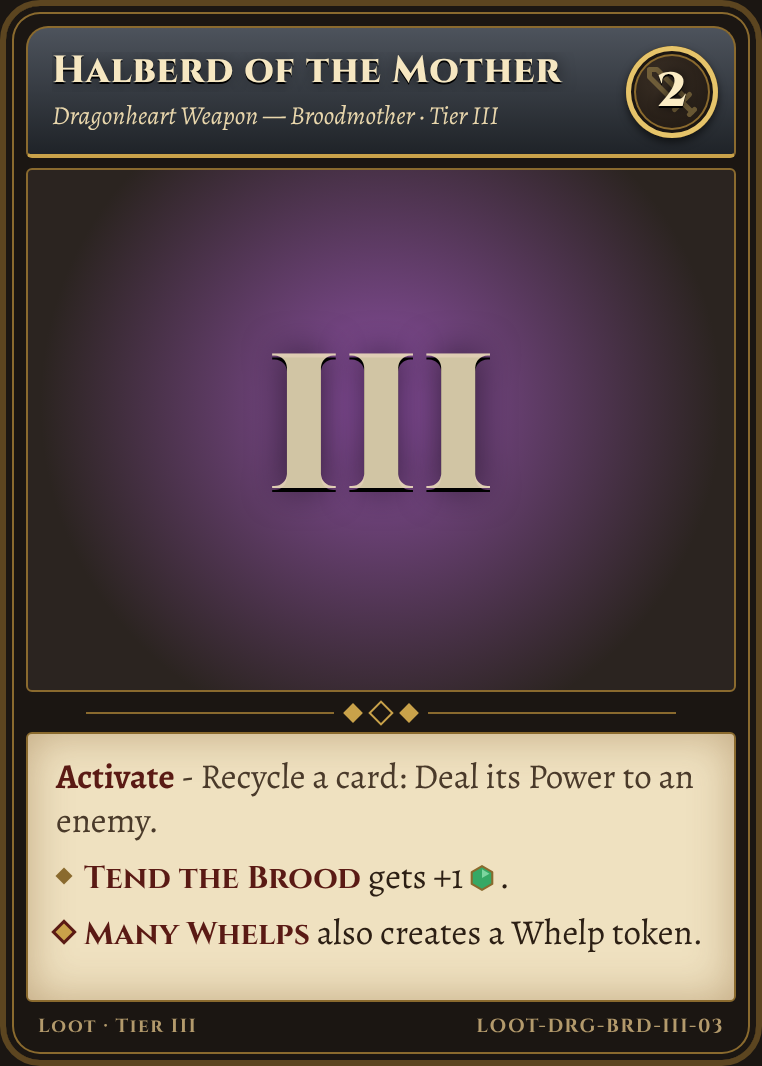 Halberd of the Mother
2
Dragonheart Weapon — Broodmother · Tier III
III
Activate - Recycle a card: Deal its Power to an
enemy.
Tend the Brood gets +1 .
Many Whelps also creates a Whelp token.
Loot · Tier III
LOOT-DRG-BRD-III-03